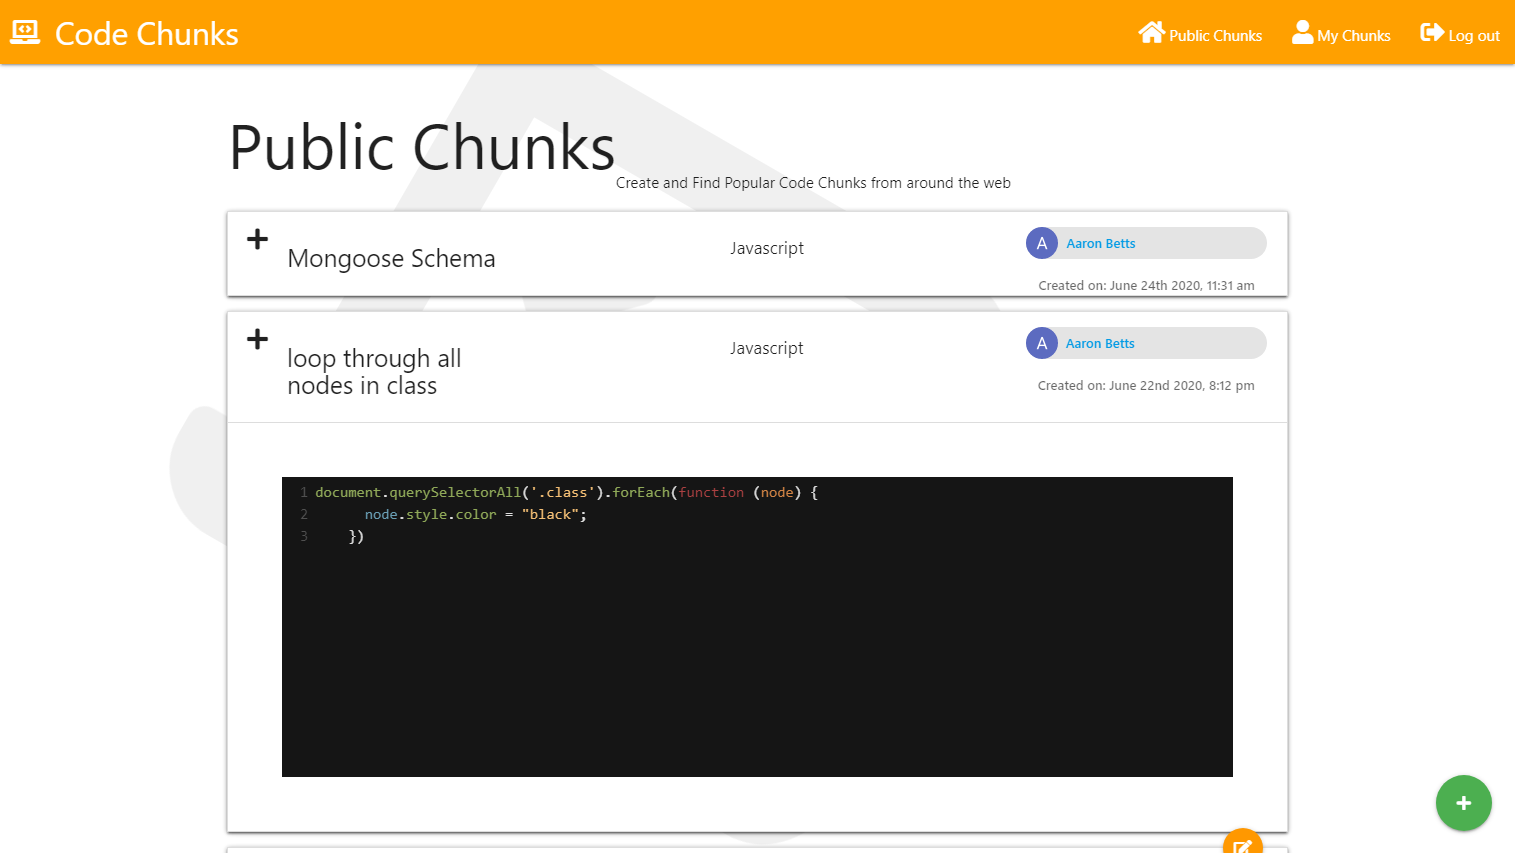 Code Chunks
Public Chunks
My Chunks
Log out
Public Chunks
Create and Find Popular Code Chunks from around the web
Mongoose Schema
Javascript
A
Aaron Betts
Created on: June 24th 2020, 11:31 am
loop through all
nodes in class
Javascript
A
Aaron Betts
Created on: June 22nd 2020, 8:12 pm
1 document.querySelectorAll('.class').forEach(function (node) {
2       node.style.color = "black";
3     })